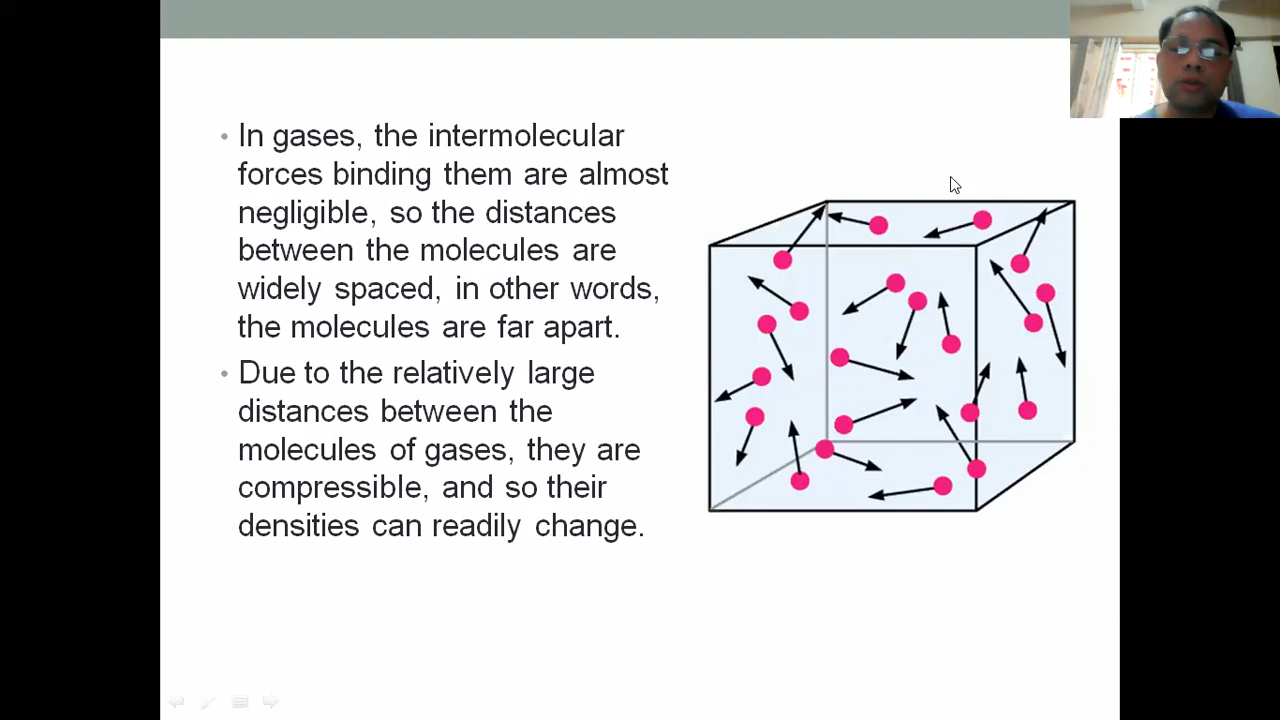 In gases, the intermolecular
forces binding them are almost
negligible, so the distances
between the molecules are
widely spaced, in other words,
the molecules are far apart.
Due to the relatively large
distances between the
molecules of gases, they are
compressible, and so their
densities can readily change.